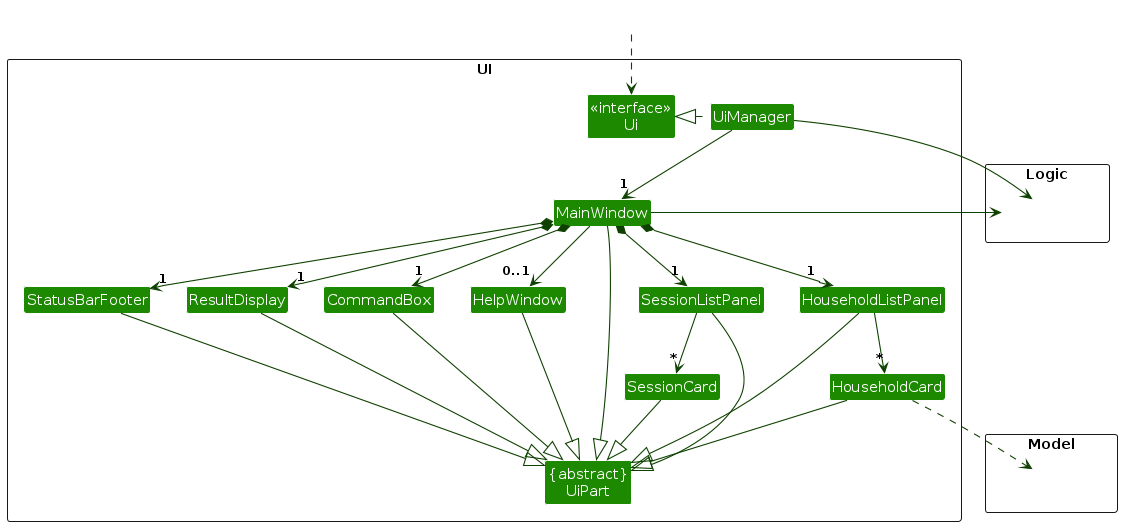 UI
«interface»
Ui
UiManager
Logic
1
MainWindow
1
1
1
0..1
1
1
StatusBarFooter
ResultDisplay
CommandBox
HelpWindow
SessionListPanel
HouseholdListPanel
*
*
SessionCard
HouseholdCard
Model
{abstract}
UiPart